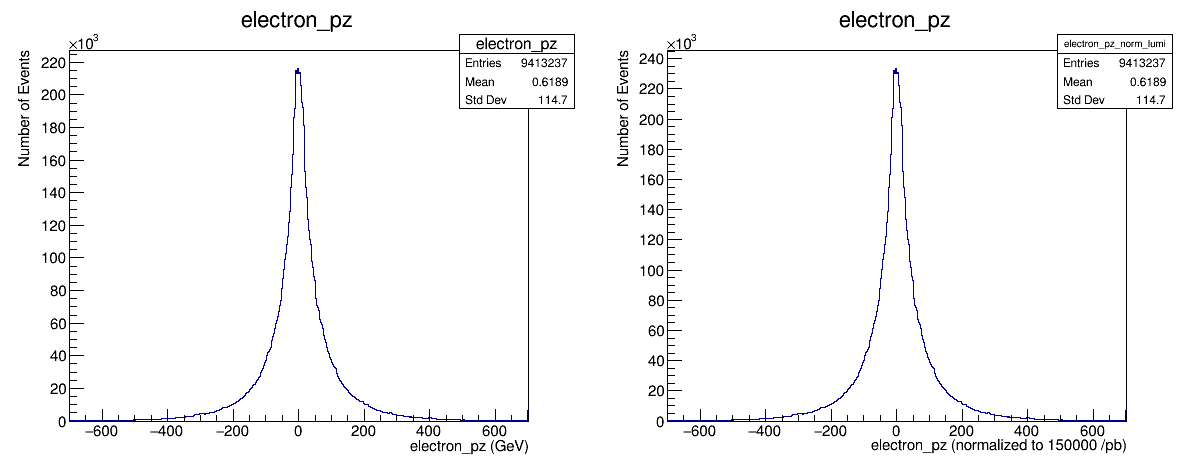 electron_pz
×10³
Number of Events
220
200
180
160
140
120
100
80
60
40
20
0
−600 −400 −200 0 200 400 600
electron_pz (GeV)
electron_pz
Entries 9413237
Mean 0.6189
Std Dev 114.7
electron_pz
×10³
Number of Events
240
220
200
180
160
140
120
100
80
60
40
20
0
−600 −400 −200 0 200 400 600
electron_pz (normalized to 150000 /pb)
electron_pz_norm_lumi
Entries 9413237
Mean 0.6189
Std Dev 114.7